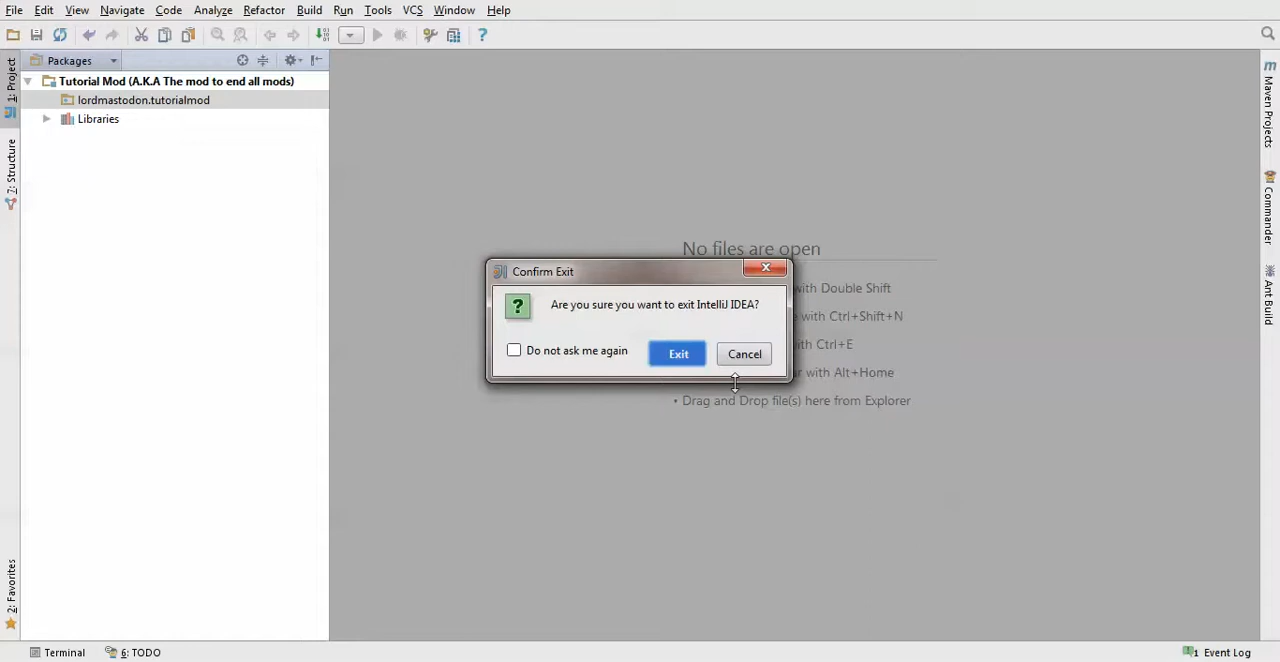 File Edit View Navigate Code Analyze Refactor Build Run Tools VCS Window Help
Packages
1: Project
Tutorial Mod (A.K.A The mod to end all mods)
lordmastodon.tutorialmod
Libraries
7: Structure
2: Favorites
No files are open
with Double Shift
with Ctrl+Shift+N
with Ctrl+E
with Alt+Home
• Drag and Drop file(s) here from Explorer
Confirm Exit
Are you sure you want to exit IntelliJ IDEA?
Do not ask me again
Exit
Cancel
Maven Projects
Commander
Ant Build
Terminal
6: TODO
1 Event Log